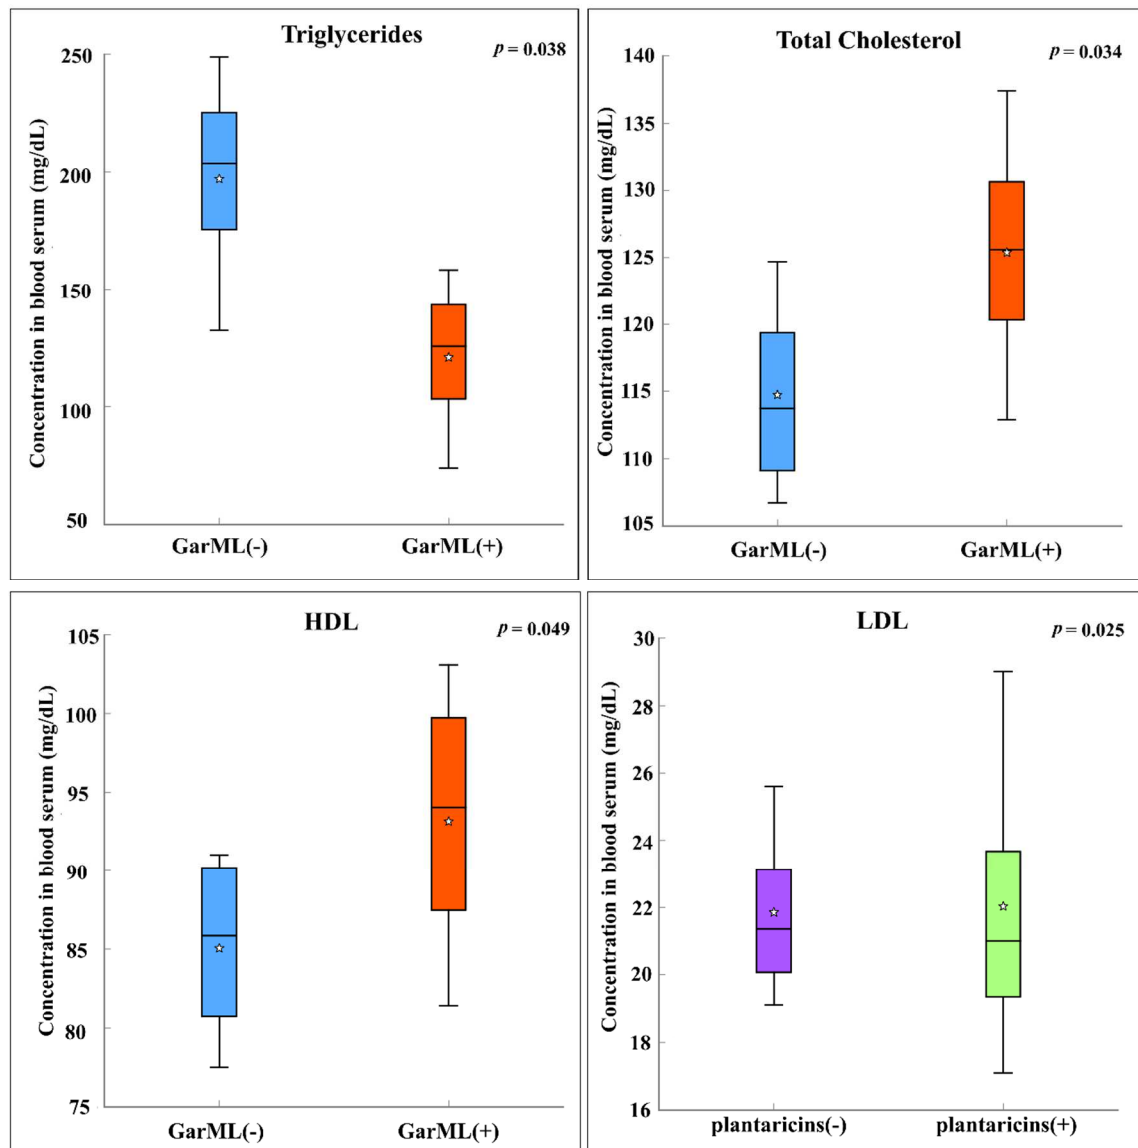 Triglycerides
p = 0.038
Concentration in blood serum (mg/dL)
250
200
150
100
50
GarML(-)
GarML(+)
Total Cholesterol
p = 0.034
Concentration in blood serum (mg/dL)
140
135
130
125
120
115
110
105
GarML(-)
GarML(+)
HDL
p = 0.049
Concentration in blood serum (mg/dL)
105
100
95
90
85
80
75
GarML(-)
GarML(+)
LDL
p = 0.025
Concentration in blood serum (mg/dL)
30
28
26
24
22
20
18
16
plantaricins(-)
plantaricins(+)